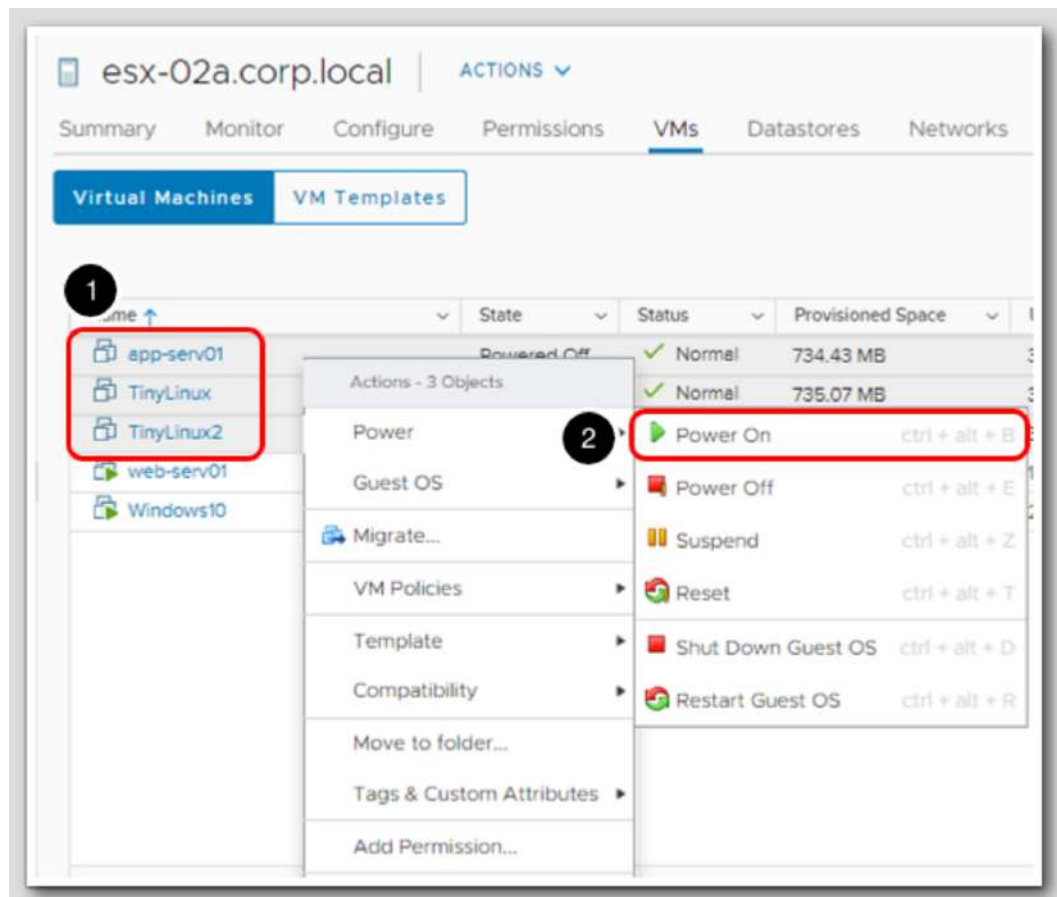 esx-02a.corp.local ACTIONS
Summary Monitor Configure Permissions VMs Datastores Networks
Virtual Machines VM Templates
1
State Status Provisioned Space
app-serv01 Powered Off Normal 734.43 MB
Actions - 3 Objects
TinyLinux Normal 735.07 MB
TinyLinux2 Power 2 Power On ctrl + alt + B
web-serv01 Guest OS Power Off ctrl + alt + E
Windows10 Migrate... Suspend ctrl + alt + Z
VM Policies Reset ctrl + alt + T
Template Shut Down Guest OS ctrl + alt + D
Compatibility Restart Guest OS ctrl + alt + R
Move to folder...
Tags & Custom Attributes
Add Permission...